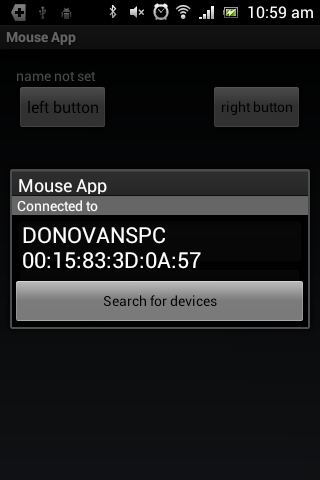 10:59 am
Mouse App
name not set
left button
right button
Mouse App
Connected to
DONOVANSPC
00:15:83:3D:0A:57
Search for devices